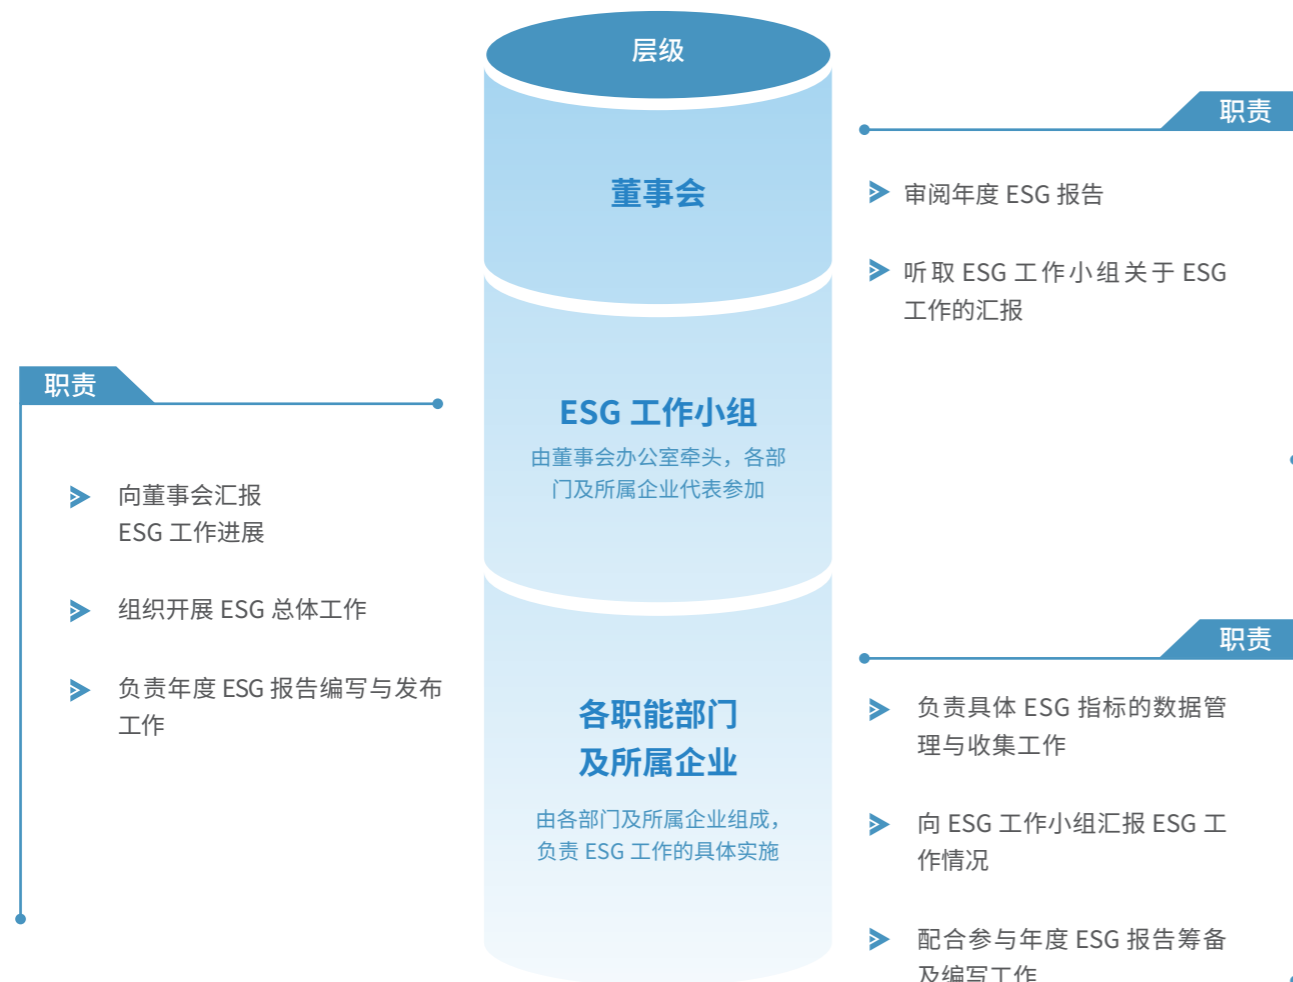 层级
董事会
职责
审阅年度 ESG 报告
听取 ESG 工作小组关于 ESG
工作的汇报
ESG 工作小组
由董事会办公室牵头，各部
门及所属企业代表参加
职责
向董事会汇报
ESG 工作进展
组织开展 ESG 总体工作
负责年度 ESG 报告编写与发布
工作
各职能部门
及所属企业
由各部门及所属企业组成，
负责 ESG 工作的具体实施
职责
负责具体 ESG 指标的数据管
理与收集工作
向 ESG 工作小组汇报 ESG 工
作情况
配合参与年度 ESG 报告筹备
及编写工作